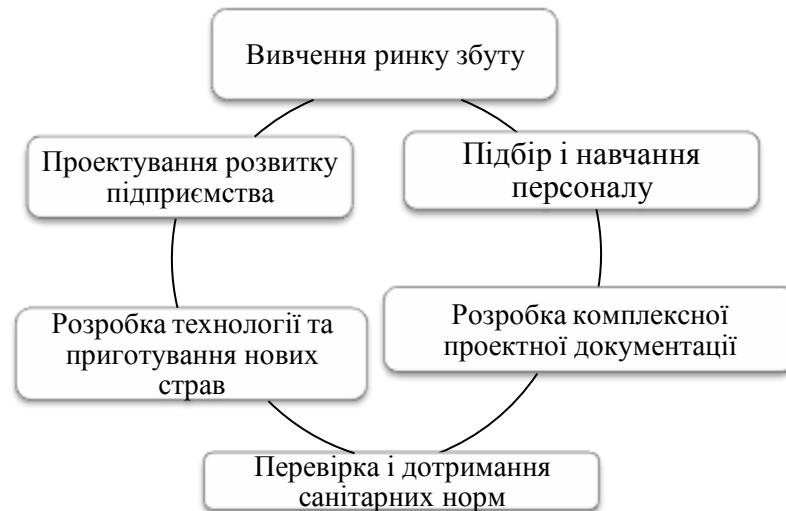 Вивчення ринку збуту
Проектування розвитку
підприємства
Підбір і навчання
персоналу
Розробка технології та
приготування нових
страв
Розробка комплексної
проектної документації
Перевірка і дотримання
санітарних норм